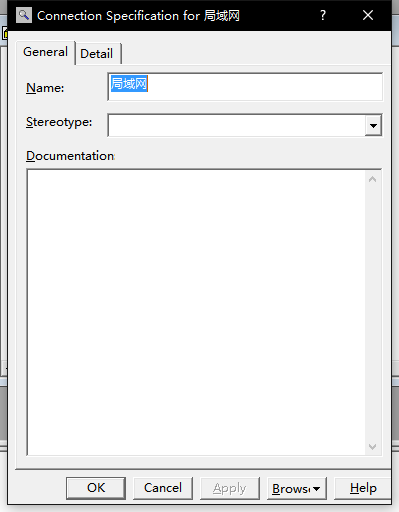 Connection Specification for 局域网 ?
General Detail
Name: 局域网
Stereotype:
Documentation:
OK Cancel Apply Browse Help